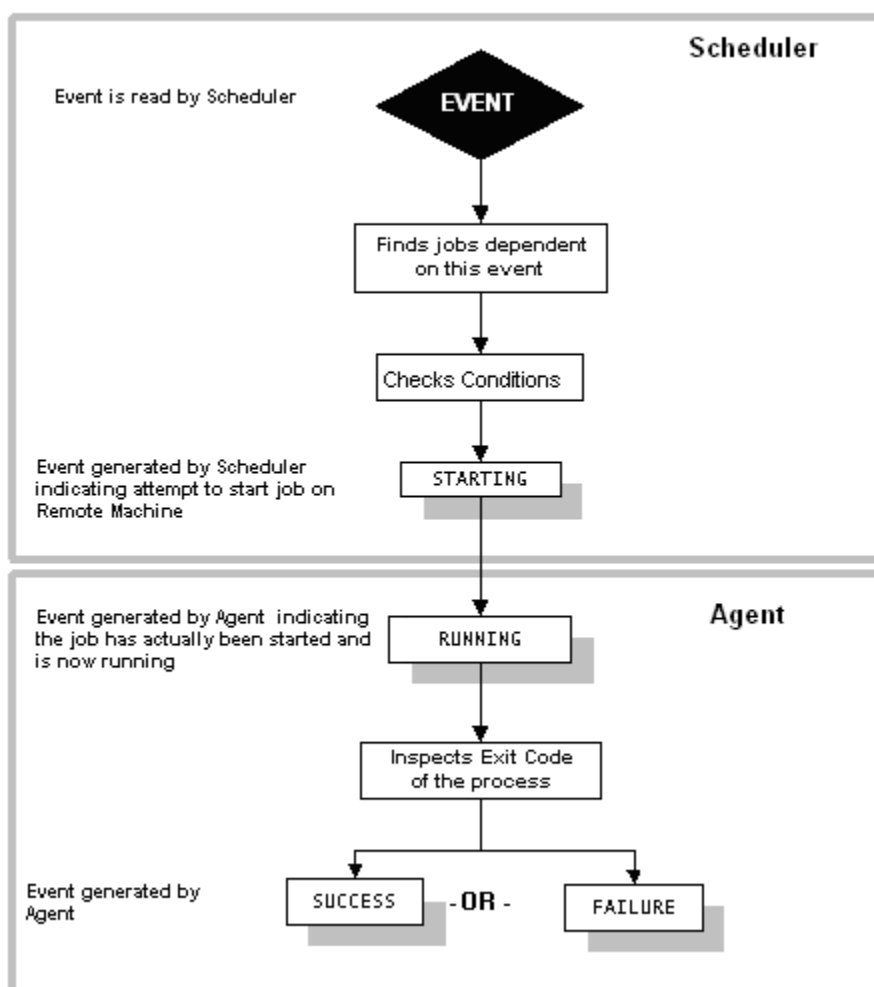 Scheduler
Event is read by Scheduler
EVENT
Finds jobs dependent
on this event
Checks Conditions
Event generated by Scheduler
indicating attempt to start job on
Remote Machine
STARTING
Agent
Event generated by Agent indicating
the job has actually been started and
is now running
RUNNING
Inspects Exit Code
of the process
Event generated by
Agent
SUCCESS
- OR -
FAILURE